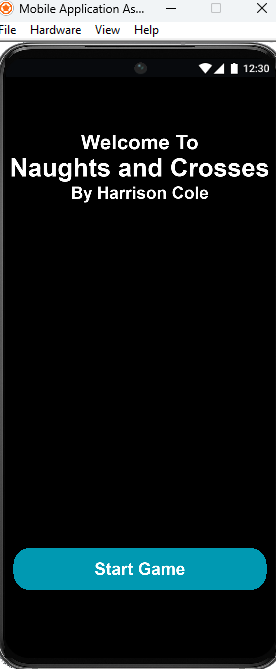 Mobile Application As...
File Hardware View Help
12:30
Welcome To
Naughts and Crosses
By Harrison Cole
Start Game